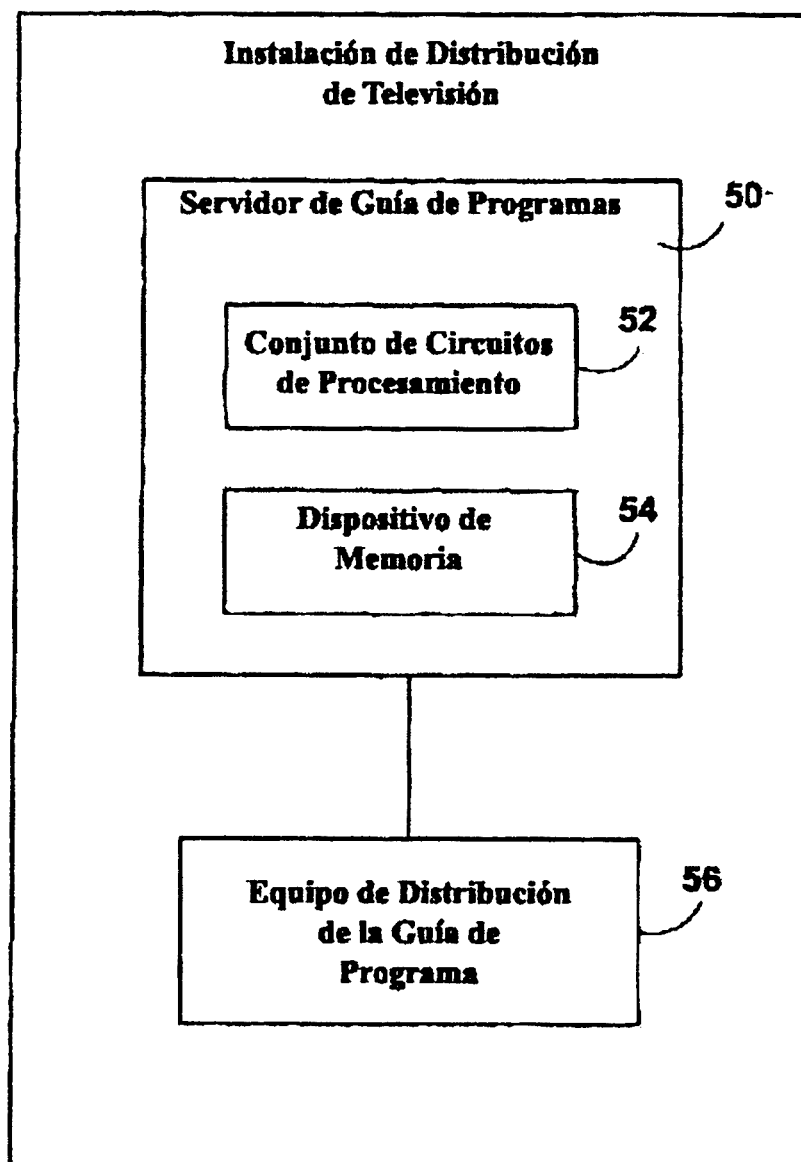 Instalación de Distribución
de Televisión
Servidor de Guía de Programas
50
Conjunto de Circuitos
de Procesamiento
52
Dispositivo de
Memoria
54
Equipo de Distribución
de la Guía de
Programa
56